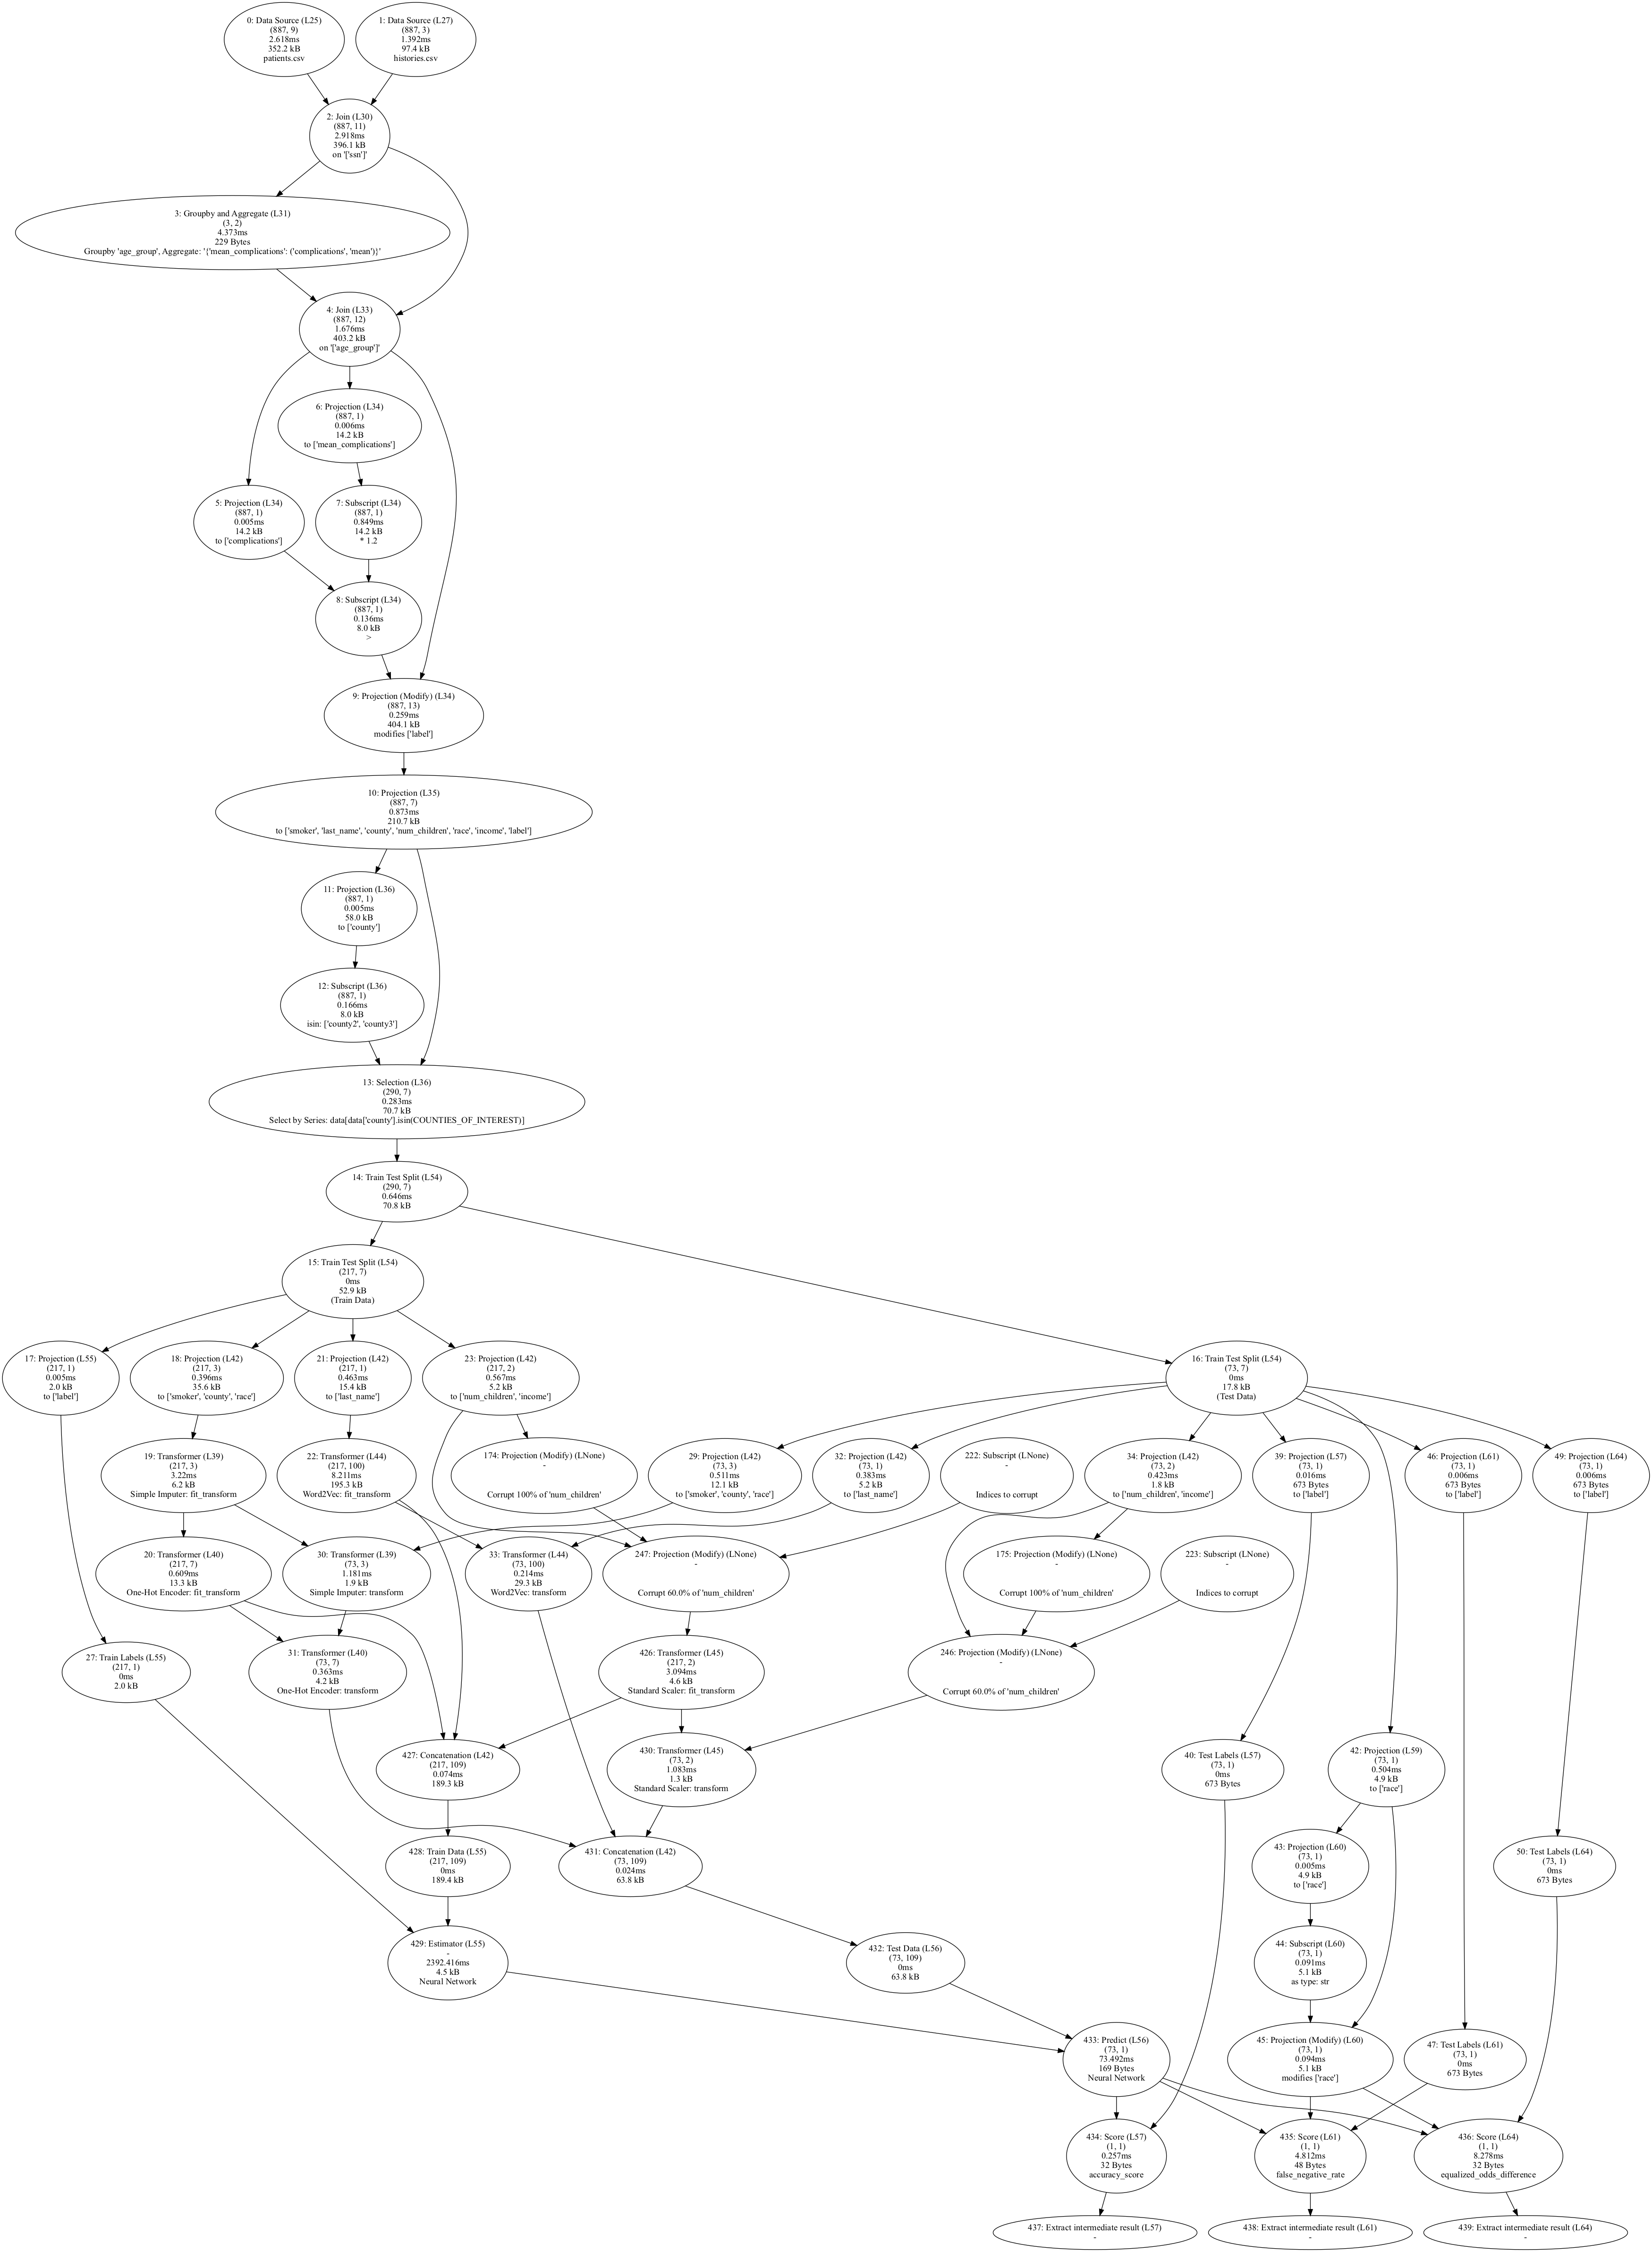 0: Data Source (L25)
(887, 9)
2.618ms
352.2 kB
patients.csv
1: Data Source (L27)
(887, 3)
1.392ms
97.4 kB
histories.csv
2: Join (L30)
(887, 11)
2.918ms
396.1 kB
on '['ssn']'
3: Groupby and Aggregate (L31)
(3, 2)
4.373ms
229 Bytes
Groupby 'age_group', Aggregate: '{'mean_complications': ('complications', 'mean')}'
4: Join (L33)
(887, 12)
1.676ms
403.2 kB
on '['age_group']'
6: Projection (L34)
(887, 1)
0.006ms
14.2 kB
to ['mean_complications']
5: Projection (L34)
(887, 1)
0.005ms
14.2 kB
to ['complications']
7: Subscript (L34)
(887, 1)
0.849ms
14.2 kB
* 1.2
8: Subscript (L34)
(887, 1)
0.136ms
8.0 kB
>
9: Projection (Modify) (L34)
(887, 13)
0.259ms
404.1 kB
modifies ['label']
10: Projection (L35)
(887, 7)
0.873ms
210.7 kB
to ['smoker', 'last_name', 'county', 'num_children', 'race', 'income', 'label']
11: Projection (L36)
(887, 1)
0.005ms
58.0 kB
to ['county']
12: Subscript (L36)
(887, 1)
0.166ms
8.0 kB
isin: ['county2', 'county3']
13: Selection (L36)
(290, 7)
0.283ms
70.7 kB
Select by Series: data[data['county'].isin(COUNTIES_OF_INTEREST)]
14: Train Test Split (L54)
(290, 7)
0.646ms
70.8 kB
15: Train Test Split (L54)
(217, 7)
0ms
52.9 kB
(Train Data)
17: Projection (L55)
(217, 1)
0.005ms
2.0 kB
to ['label']
18: Projection (L42)
(217, 3)
0.396ms
35.6 kB
to ['smoker', 'county', 'race']
21: Projection (L42)
(217, 1)
0.463ms
15.4 kB
to ['last_name']
23: Projection (L42)
(217, 2)
0.567ms
5.2 kB
to ['num_children', 'income']
16: Train Test Split (L54)
(73, 7)
0ms
17.8 kB
(Test Data)
19: Transformer (L39)
(217, 3)
3.22ms
6.2 kB
Simple Imputer: fit_transform
22: Transformer (L44)
(217, 100)
8.211ms
195.3 kB
Word2Vec: fit_transform
174: Projection (Modify) (LNone)
-
Corrupt 100% of 'num_children'
29: Projection (L42)
(73, 3)
0.511ms
12.1 kB
to ['smoker', 'county', 'race']
32: Projection (L42)
(73, 1)
0.383ms
5.2 kB
to ['last_name']
222: Subscript (LNone)
-
Indices to corrupt
34: Projection (L42)
(73, 2)
0.423ms
1.8 kB
to ['num_children', 'income']
39: Projection (L57)
(73, 1)
0.016ms
673 Bytes
to ['label']
46: Projection (L61)
(73, 1)
0.006ms
673 Bytes
to ['label']
49: Projection (L64)
(73, 1)
0.006ms
673 Bytes
to ['label']
20: Transformer (L40)
(217, 7)
0.609ms
13.3 kB
One-Hot Encoder: fit_transform
30: Transformer (L39)
(73, 3)
1.181ms
1.9 kB
Simple Imputer: transform
33: Transformer (L44)
(73, 100)
0.214ms
29.3 kB
Word2Vec: transform
247: Projection (Modify) (LNone)
-
Corrupt 60.0% of 'num_children'
175: Projection (Modify) (LNone)
-
Corrupt 100% of 'num_children'
223: Subscript (LNone)
-
Indices to corrupt
27: Train Labels (L55)
(217, 1)
0ms
2.0 kB
31: Transformer (L40)
(73, 7)
0.363ms
4.2 kB
One-Hot Encoder: transform
426: Transformer (L45)
(217, 2)
3.094ms
4.6 kB
Standard Scaler: fit_transform
246: Projection (Modify) (LNone)
-
Corrupt 60.0% of 'num_children'
427: Concatenation (L42)
(217, 109)
0.074ms
189.3 kB
430: Transformer (L45)
(73, 2)
1.083ms
1.3 kB
Standard Scaler: transform
40: Test Labels (L57)
(73, 1)
0ms
673 Bytes
42: Projection (L59)
(73, 1)
0.504ms
4.9 kB
to ['race']
428: Train Data (L55)
(217, 109)
0ms
189.4 kB
431: Concatenation (L42)
(73, 109)
0.024ms
63.8 kB
43: Projection (L60)
(73, 1)
0.005ms
4.9 kB
to ['race']
50: Test Labels (L64)
(73, 1)
0ms
673 Bytes
429: Estimator (L55)
-
2392.416ms
4.5 kB
Neural Network
432: Test Data (L56)
(73, 109)
0ms
63.8 kB
44: Subscript (L60)
(73, 1)
0.091ms
5.1 kB
as type: str
433: Predict (L56)
(73, 1)
73.492ms
169 Bytes
Neural Network
45: Projection (Modify) (L60)
(73, 1)
0.094ms
5.1 kB
modifies ['race']
47: Test Labels (L61)
(73, 1)
0ms
673 Bytes
434: Score (L57)
(1, 1)
0.257ms
32 Bytes
accuracy_score
435: Score (L61)
(1, 1)
4.812ms
48 Bytes
false_negative_rate
436: Score (L64)
(1, 1)
8.278ms
32 Bytes
equalized_odds_difference
437: Extract intermediate result (L57)
-
438: Extract intermediate result (L61)
-
439: Extract intermediate result (L64)
-